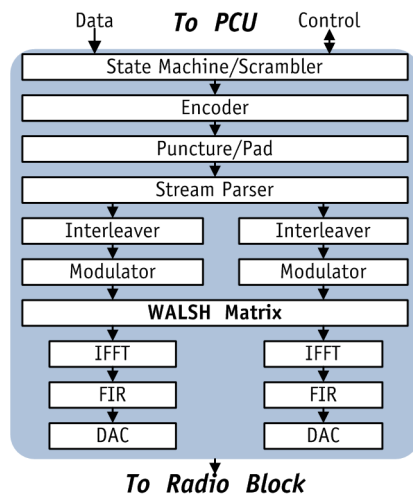 Data To PCU Control
State Machine/Scrambler
Encoder
Puncture/Pad
Stream Parser
Interleaver Interleaver
Modulator Modulator
WALSH Matrix
IFFT IFFT
FIR FIR
DAC DAC
To Radio Block